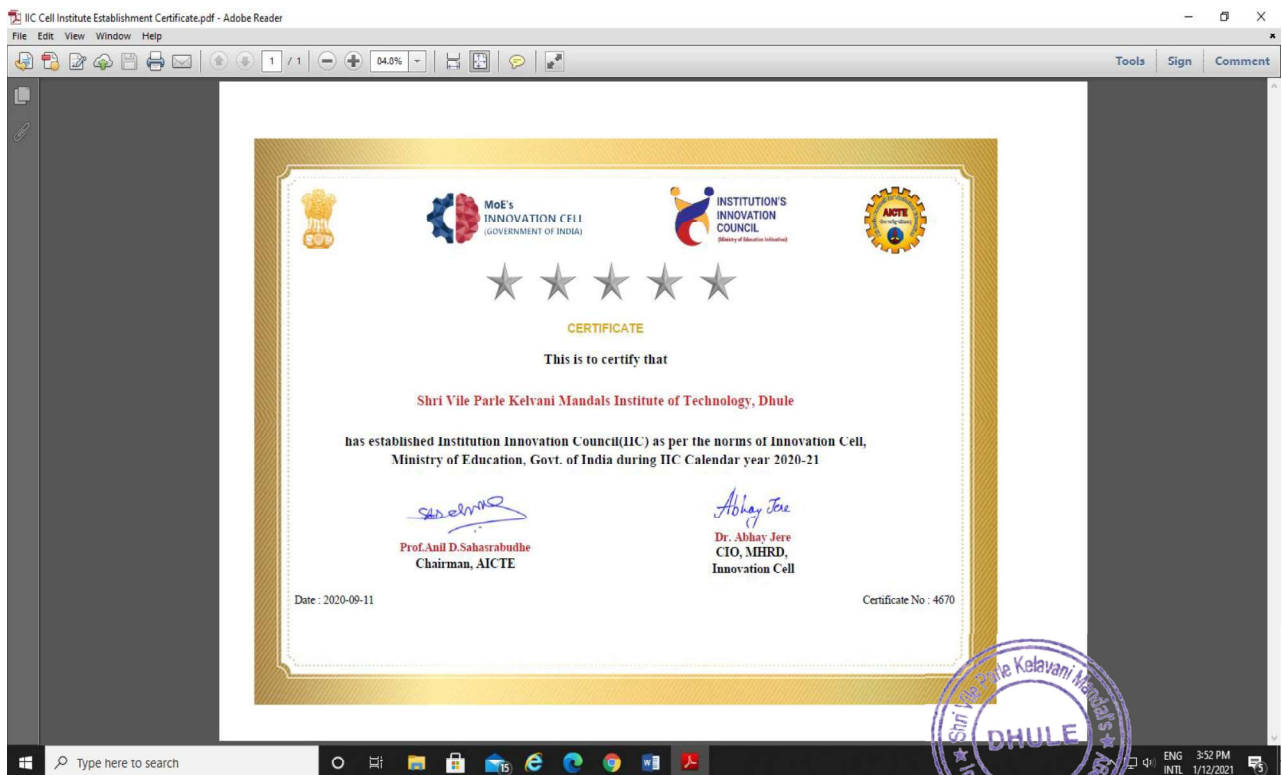 IIC Cell Institute Establishment Certificate.pdf - Adobe Reader
File Edit View Window Help
1 / 1
84.8%
Tools Sign Comment
MoE's
INNOVATION CELL
(GOVERNMENT OF INDIA)
INSTITUTION'S
INNOVATION
COUNCIL
(Ministry of Education Initiative)
AICTE
CERTIFICATE
This is to certify that
Shri Vile Parle Kelvani Mandals Institute of Technology, Dhule
has established Institution Innovation Council(IIC) as per the norms of Innovation Cell,
Ministry of Education, Govt. of India during IIC Calendar year 2020-21
Abhay Jere
Prof.Anil D.Sahasrabudhe
Chairman, AICTE
Dr. Abhay Jere
CIO, MHRD,
Innovation Cell
Date : 2020-09-11
Certificate No : 4670
Shri Vile Parle Kelavani Mandal's
DHULE
Type here to search
15
ENG
INTL
3:52 PM
1/12/2021
5